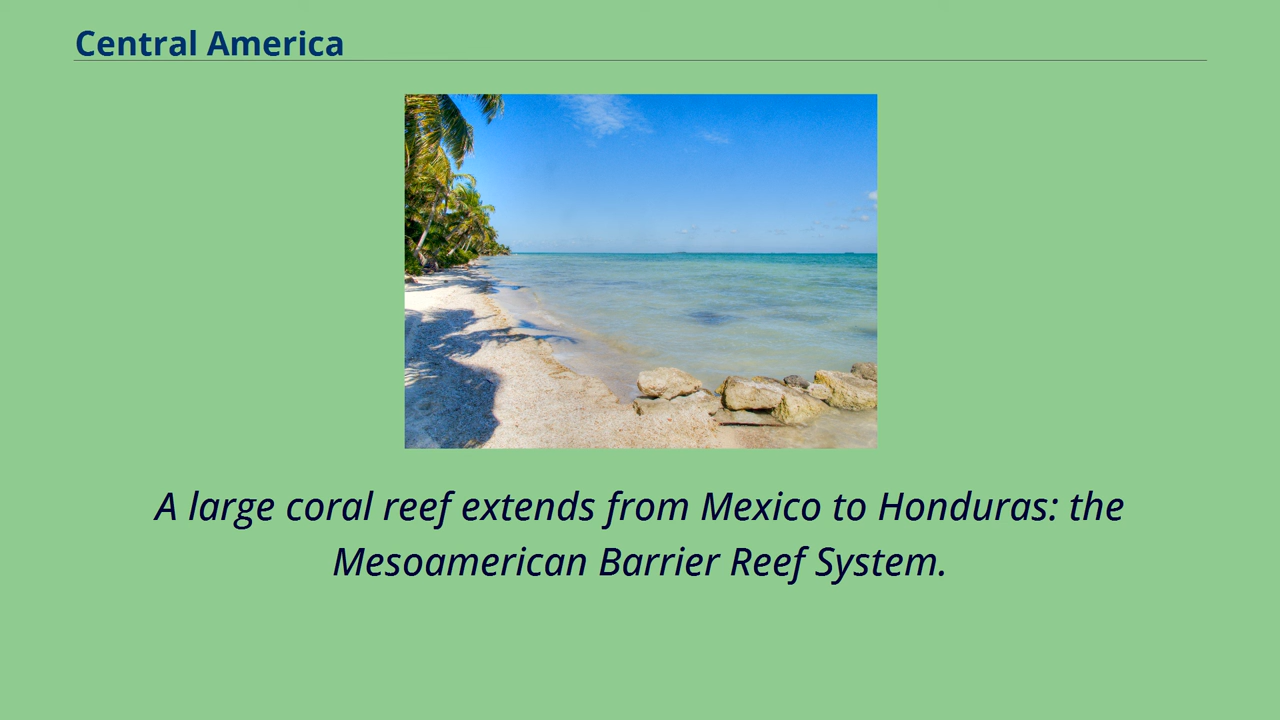 Central America
A large coral reef extends from Mexico to Honduras: the
Mesoamerican Barrier Reef System.